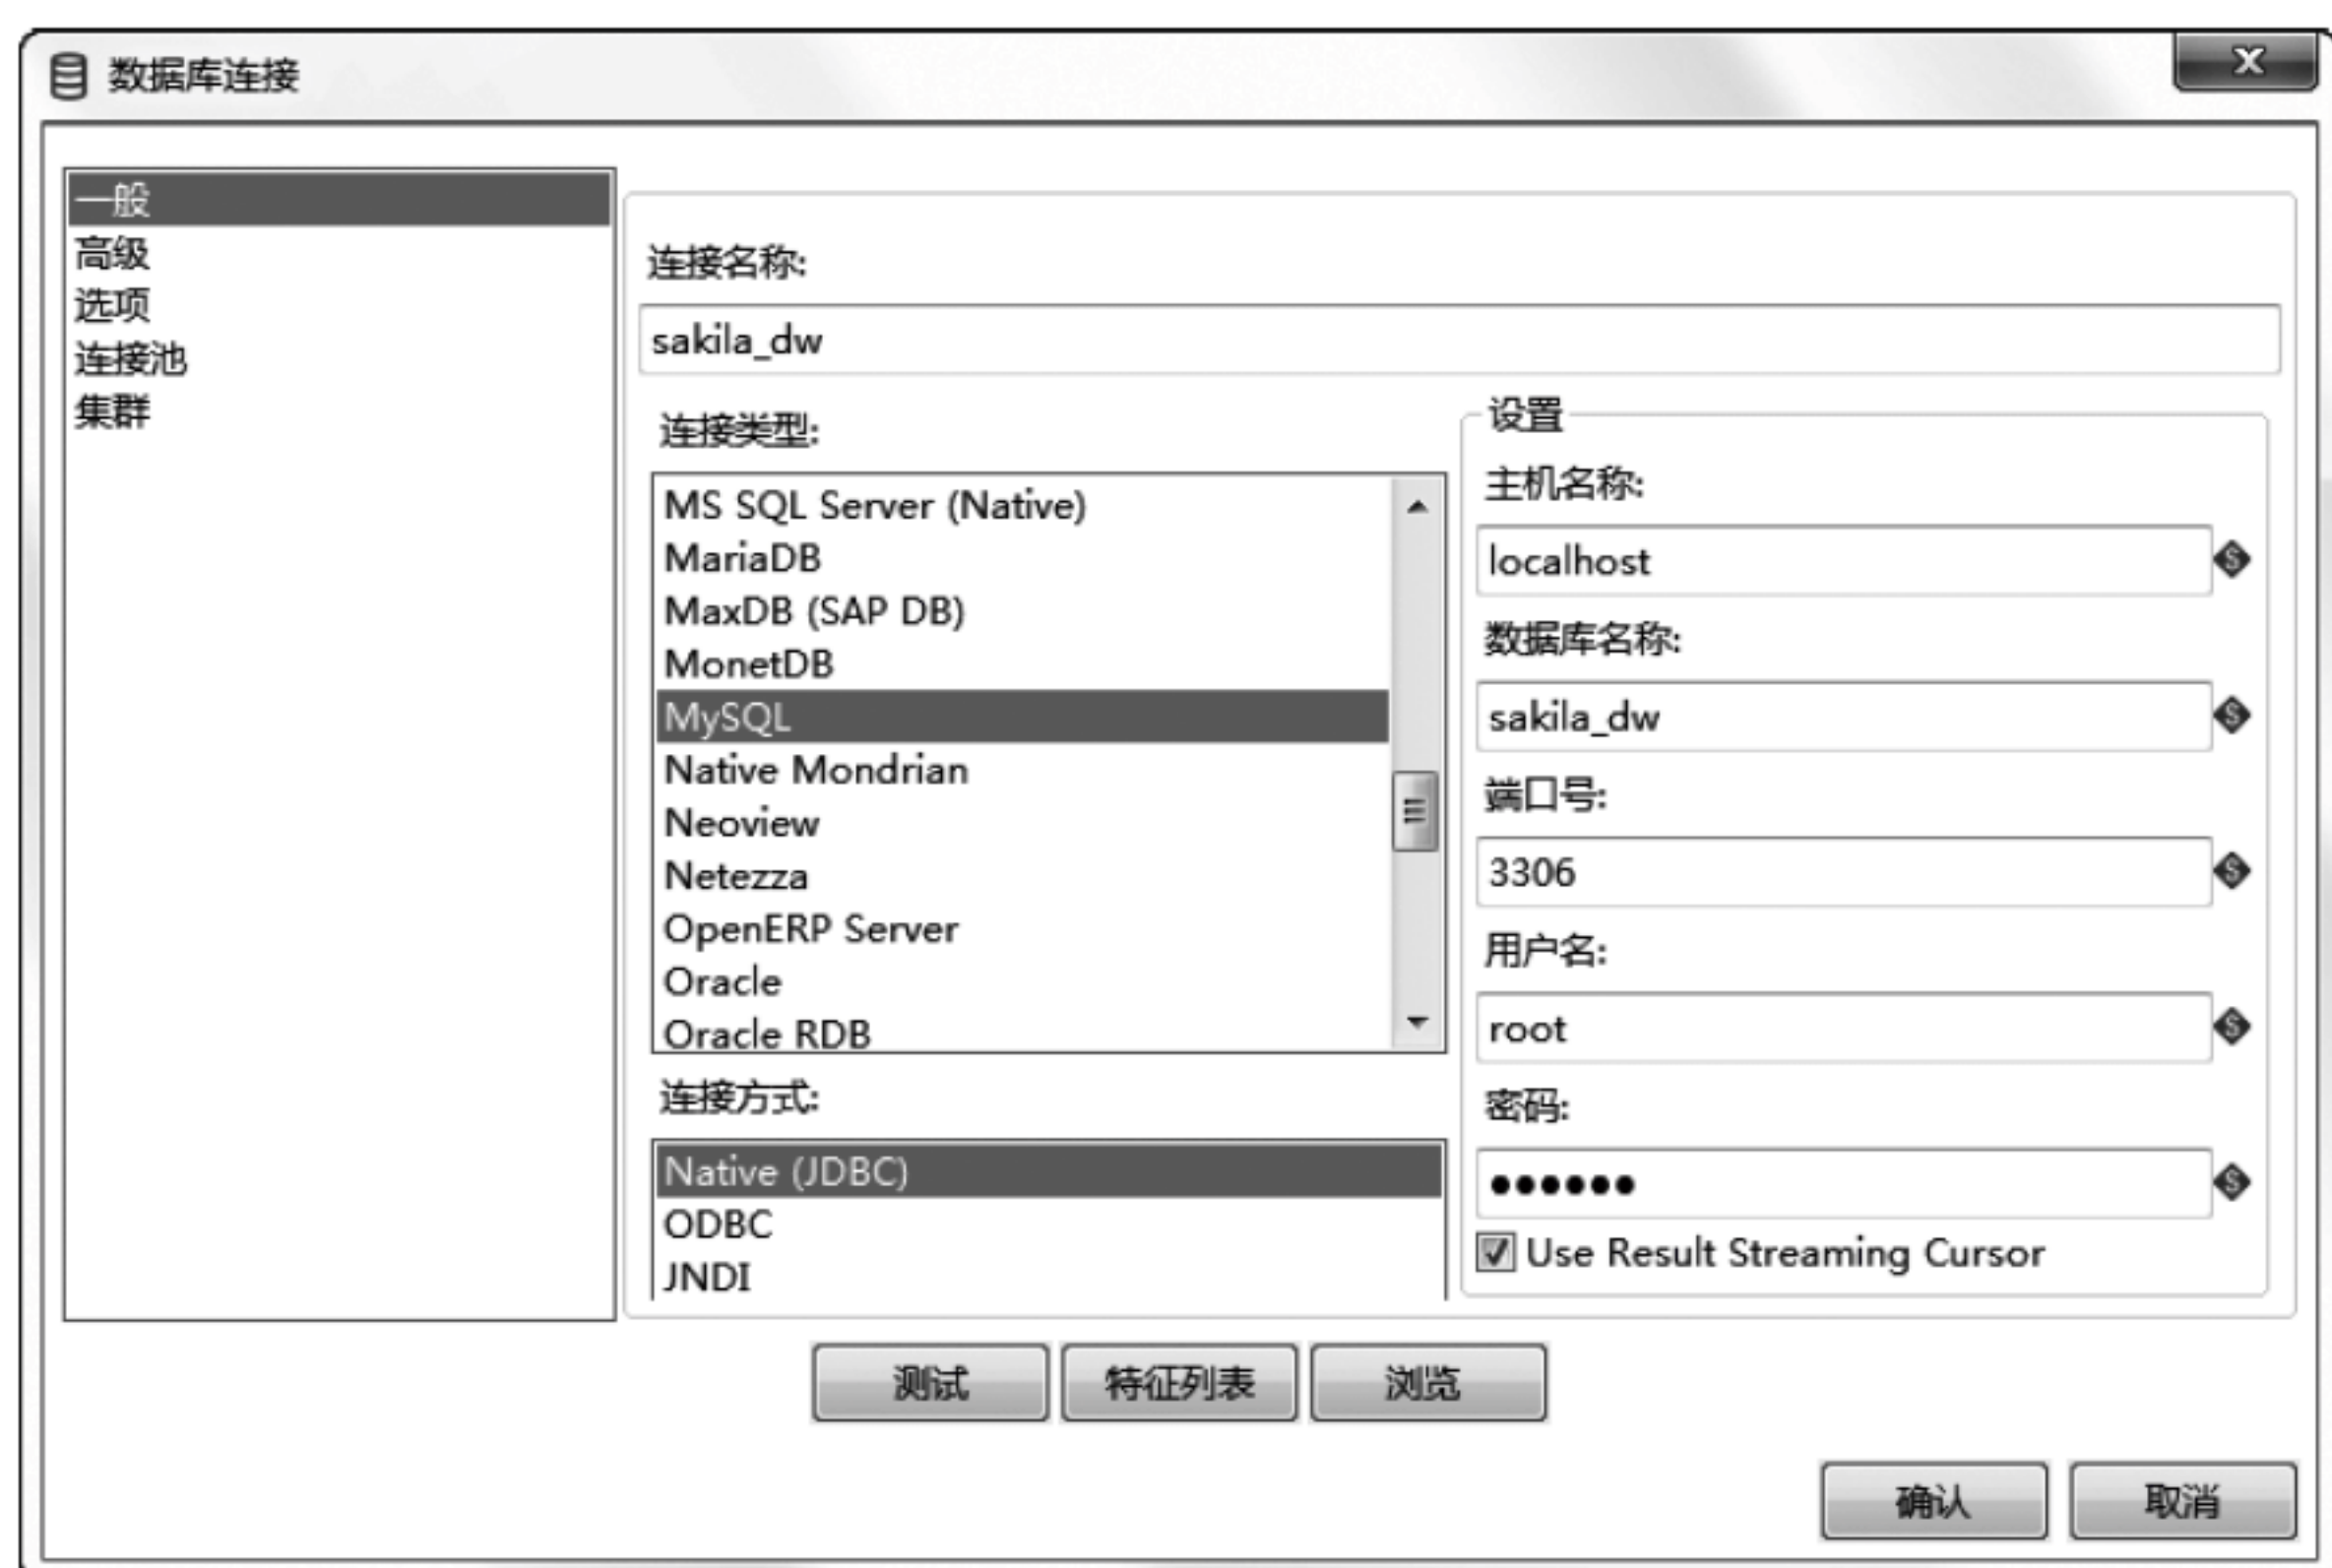 数据库连接
一般
高级
选项
连接池
集群
连接名称:
sakila_dw
连接类型:
MS SQL Server (Native)
MariaDB
MaxDB (SAP DB)
MonetDB
MySQL
Native Mondrian
Neoview
Netezza
OpenERP Server
Oracle
Oracle RDB
连接方式:
Native (JDBC)
ODBC
JNDI
设置
主机名称:
localhost
数据库名称:
sakila_dw
端口号:
3306
用户名:
root
密码:
●●●●●●
Use Result Streaming Cursor
测试 特征列表 浏览
确认 取消